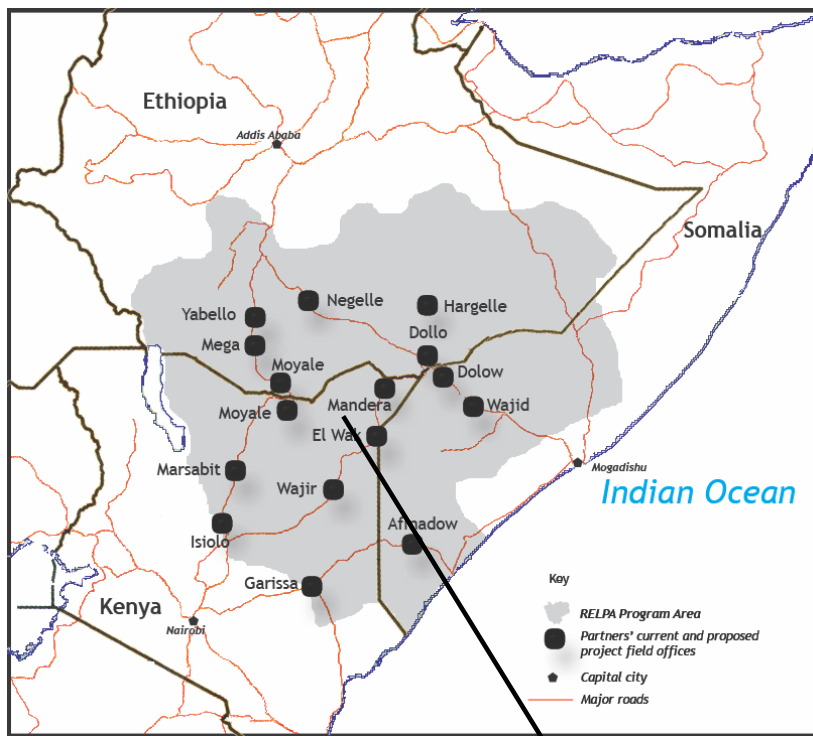 Ethiopia
Addis Ababa
Somalia
Negelle
Hargelle
Yabello
Mega
Dollo
Moyale
Dolow
Mandera
Wajid
Moyale
El Wak
Marsabit
Mogadishu
Wajir
Indian Ocean
Afmadow
Isiolo
Garissa
Kenya
Nairobi
Key
RELPA Program Area
Partners' current and proposed
project field offices
Capital city
Major roads